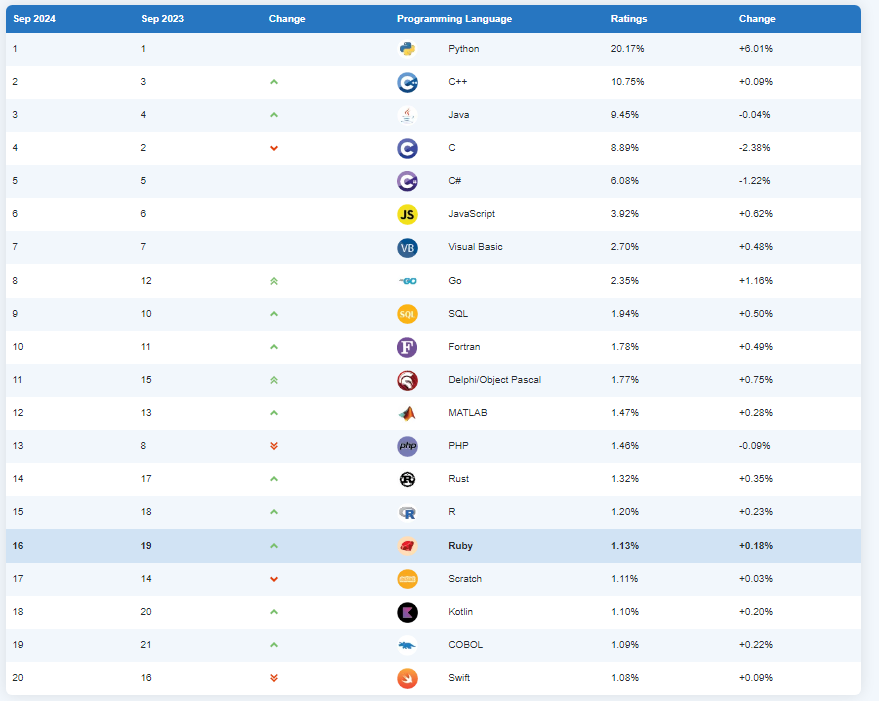 Sep 2024 Sep 2023 Change Programming Language Ratings Change
1 1 Python 20.17% +6.01%
2 3 C++ 10.75% +0.09%
3 4 Java 9.45% -0.04%
4 2 C 8.89% -2.38%
5 5 C# 6.08% -1.22%
6 6 JS JavaScript 3.92% +0.62%
7 7 VB Visual Basic 2.70% +0.48%
8 12 GO Go 2.35% +1.16%
9 10 SQL SQL 1.94% +0.50%
10 11 F Fortran 1.78% +0.49%
11 15 Delphi/Object Pascal 1.77% +0.75%
12 13 MATLAB 1.47% +0.28%
13 8 php PHP 1.46% -0.09%
14 17 R Rust 1.32% +0.35%
15 18 R R 1.20% +0.23%
16 19 Ruby 1.13% +0.18%
17 14 Scratch 1.11% +0.03%
18 20 Kotlin 1.10% +0.20%
19 21 COBOL 1.09% +0.22%
20 16 Swift 1.08% +0.09%